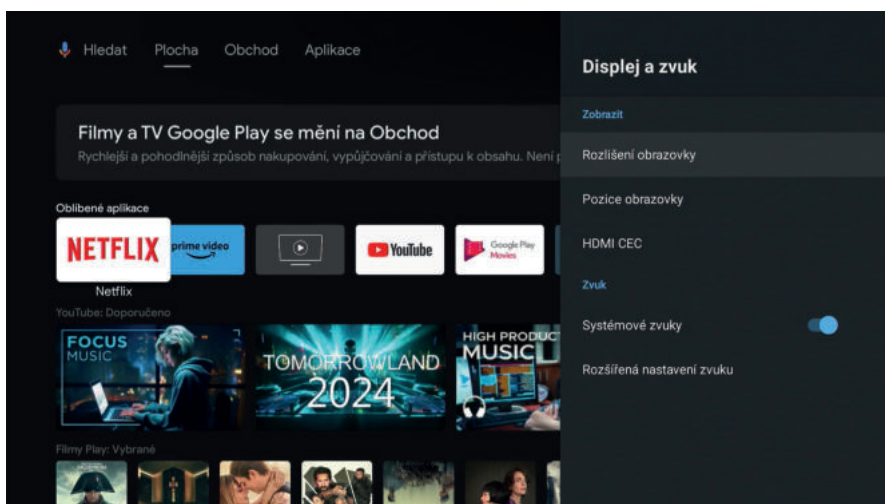 Hledat Plocha Obchod Aplikace
Filmy a TV Google Play se mění na Obchod
Rychlejší a pohodlnější způsob nakupování, vypůjčování a přístupu k obsahu. Není p
Oblíbené aplikace
NETFLIX
prime video
YouTube
Google Play
Movies
Netflix
YouTube: Doporučeno
FOCUS
MUSIC
TOMORROWLAND
2024
HIGH PRODUC
MUSIC
Filmy Play: Vybrané
Displej a zvuk
Zobrazit
Rozlišení obrazovky
Pozice obrazovky
HDMI CEC
Zvuk
Systémové zvuky
Rozšířená nastavení zvuku